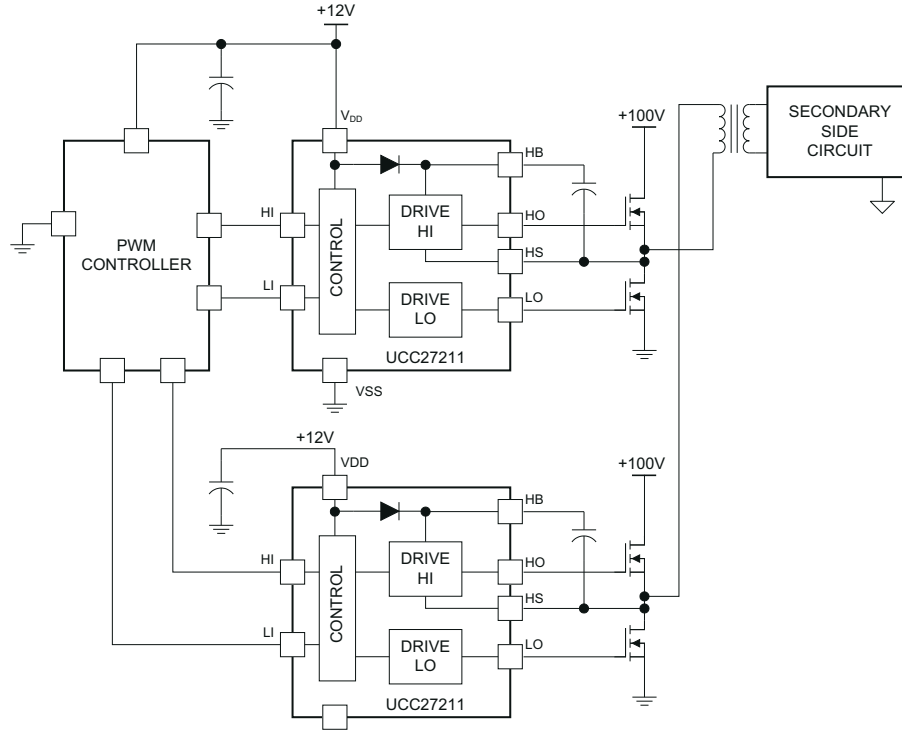 +12V
V_DD
PWM
CONTROLLER
HI
LI
CONTROL
DRIVE
HI
DRIVE
LO
UCC27211
HB
HO
HS
LO
VSS
+100V
SECONDARY
SIDE
CIRCUIT
+12V
VDD
HI
LI
CONTROL
DRIVE
HI
DRIVE
LO
UCC27211
HB
HO
HS
LO
+100V